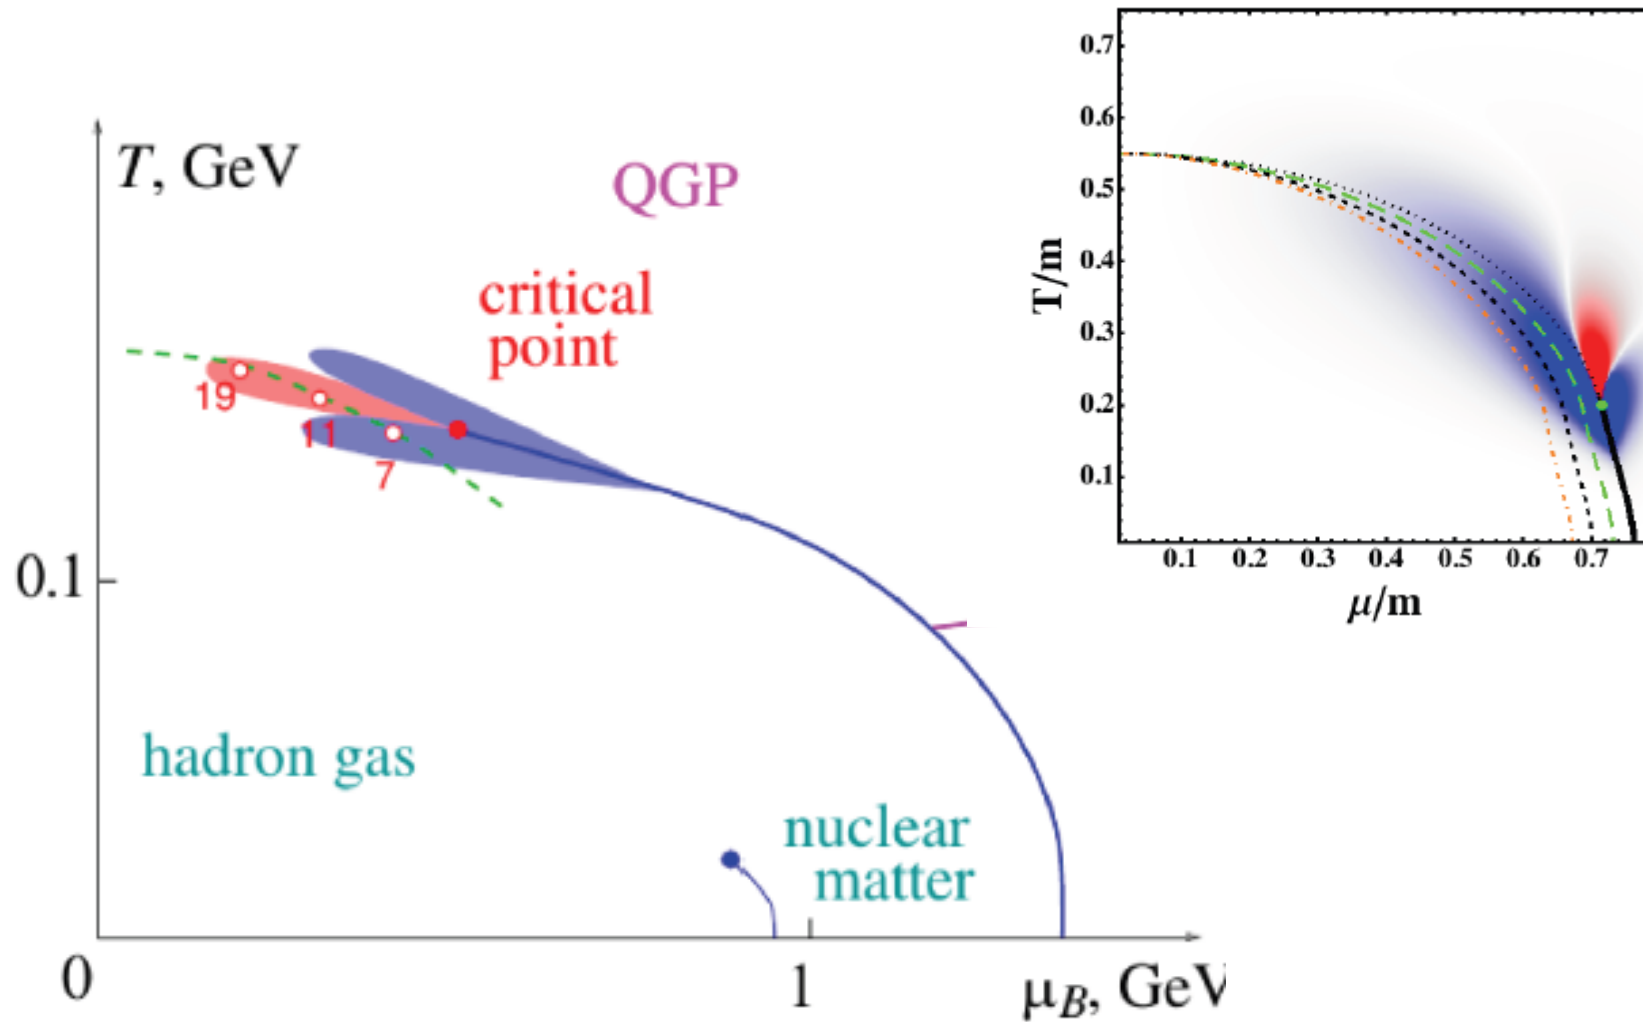 T, GeV
QGP
critical
point
19
11
7
0.1
hadron gas
nuclear
matter
0
1
μB, GeV
0.7
0.6
0.5
0.4
0.3
0.2
0.1
T/m
0.1 0.2 0.3 0.4 0.5 0.6 0.7
μ/m